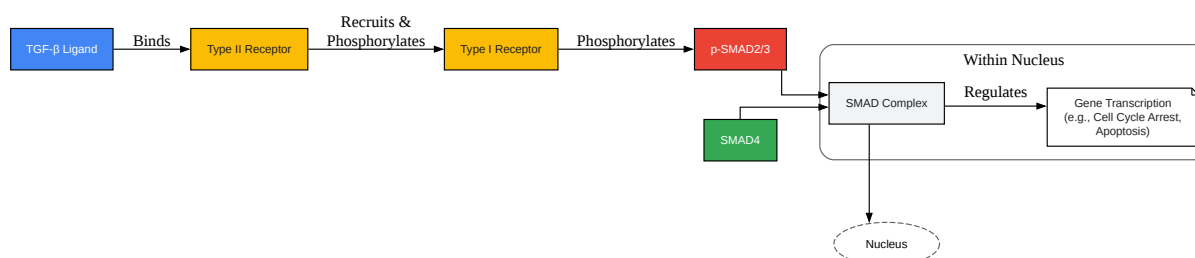 TGF-β Ligand
Binds
Type II Receptor
Recruits &
Phosphorylates
Type I Receptor
Phosphorylates
p-SMAD2/3
SMAD4
Within Nucleus
SMAD Complex
Regulates
Gene Transcription
(e.g., Cell Cycle Arrest,
Apoptosis)
Nucleus